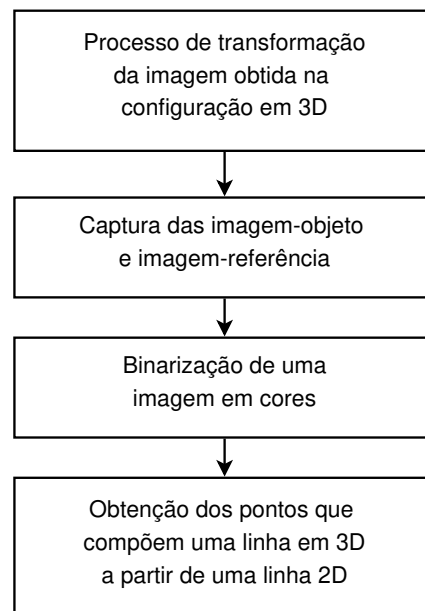 Processo de transformação
da imagem obtida na
configuração em 3D
Captura das imagem-objeto
e imagem-referência
Binarização de uma
imagem em cores
Obtenção dos pontos que
compõem uma linha em 3D
a partir de uma linha 2D